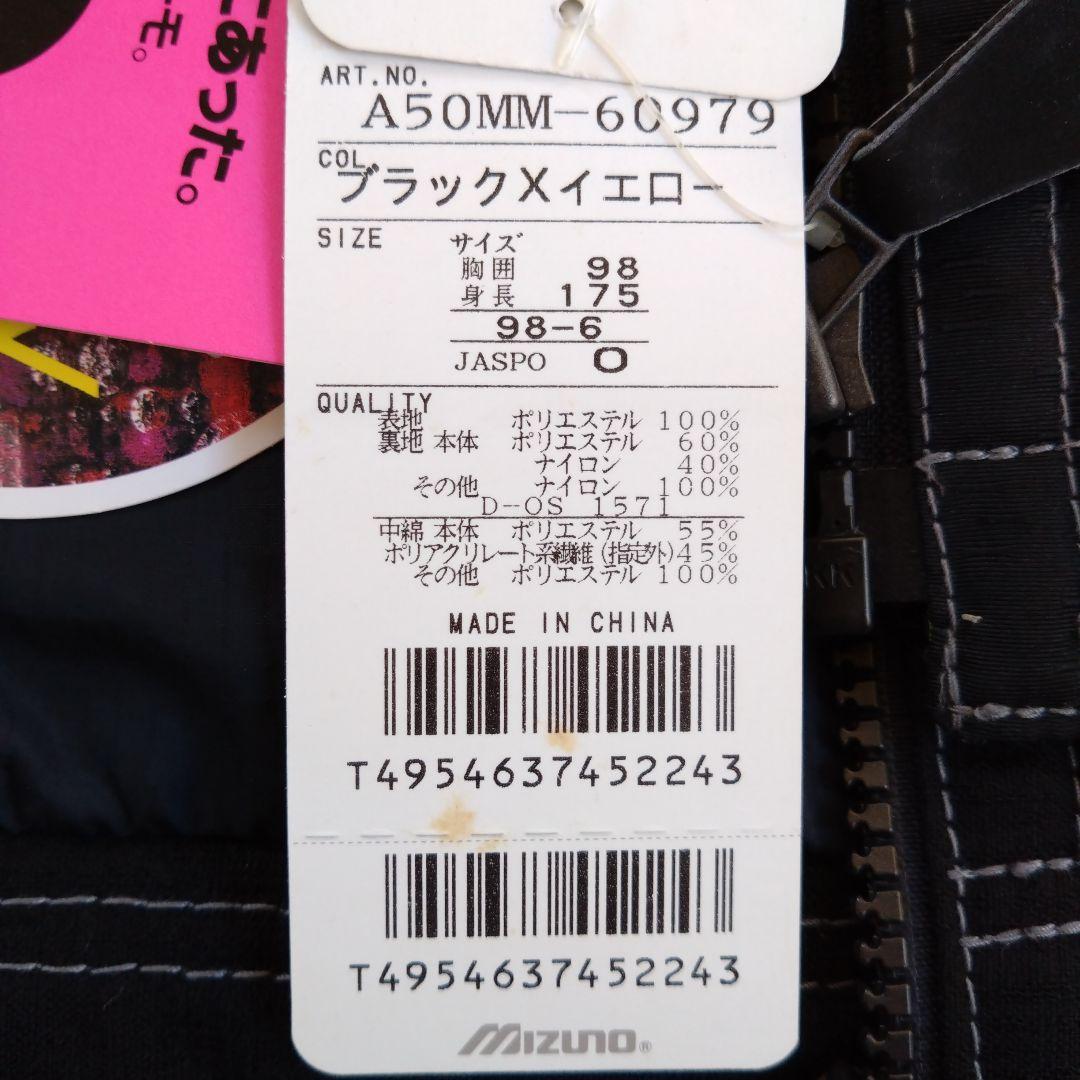 にあった。
モ。
ART.NO.
A50MM-60979
COL.
ブラックXイエロー
SIZE
サイズ
胸囲 98
身長 175
98-6
JASPO O
QUALITY
表地 ポリエステル 100%
裏地 本体 ポリエステル 60%
ナイロン 40%
その他 ナイロン 100%
D-OS 1571
中綿 本体 ポリエステル 55%
ポリアクリレート系繊維(指定外)45%
その他 ポリエステル 100%
MADE IN CHINA
T4954637452243
T4954637452243
MIZUNO®